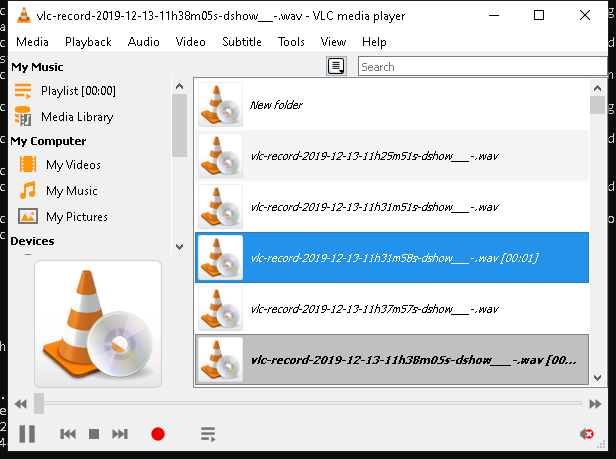 vlc-record-2019-12-13-11h38m05s-dshow___-.wav - VLC media player
Media Playback Audio Video Subtitle Tools View Help
My Music
Playlist [00:00]
Media Library
My Computer
My Videos
My Music
My Pictures
Devices
Search
New folder
vlc-record-2019-12-13-11h25m51s-dshow___-.wav
vlc-record-2019-12-13-11h31m51s-dshow___-.wav
vlc-record-2019-12-13-11h31m58s-dshow___-.wav [00:01]
vlc-record-2019-12-13-11h37m57s-dshow___-.wav
vlc-record-2019-12-13-11h38m05s-dshow___-.wav [00...